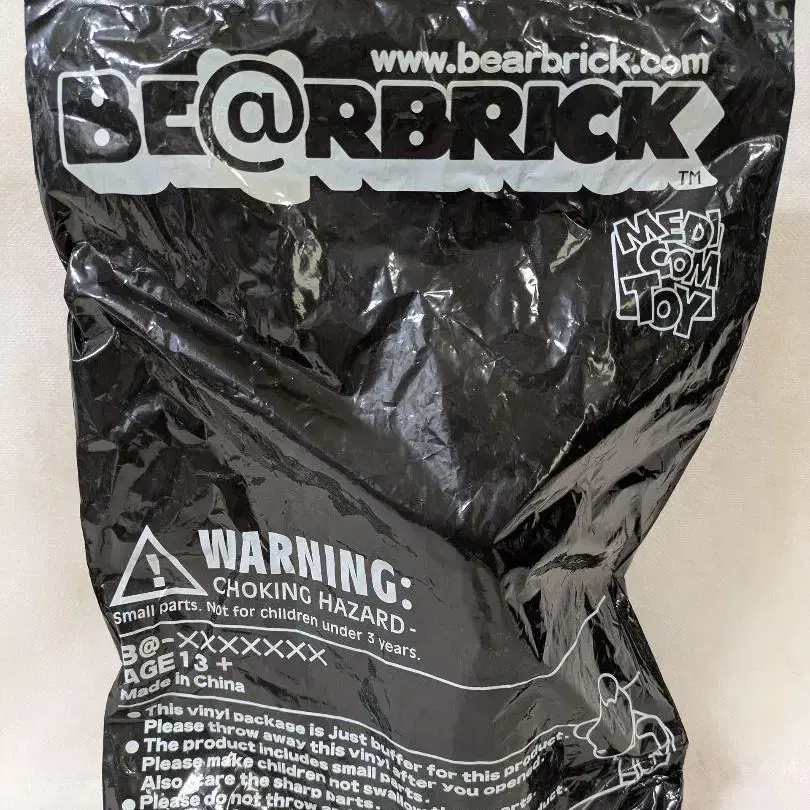 www.bearbrick.com
BE@RBRICK
TM
MEDI
COM
TOY
WARNING:
CHOKING HAZARD-
Small parts. Not for children under 3 years.
B@-XXXXXXX
AGE 13 +
Made in China
• This vinyl package is Just buffer for this product.
Please throw away this vinyl after you opened.
• The product includes small parts.
Please make children not swallow
Also care the sharp parts.
• Please do not throw